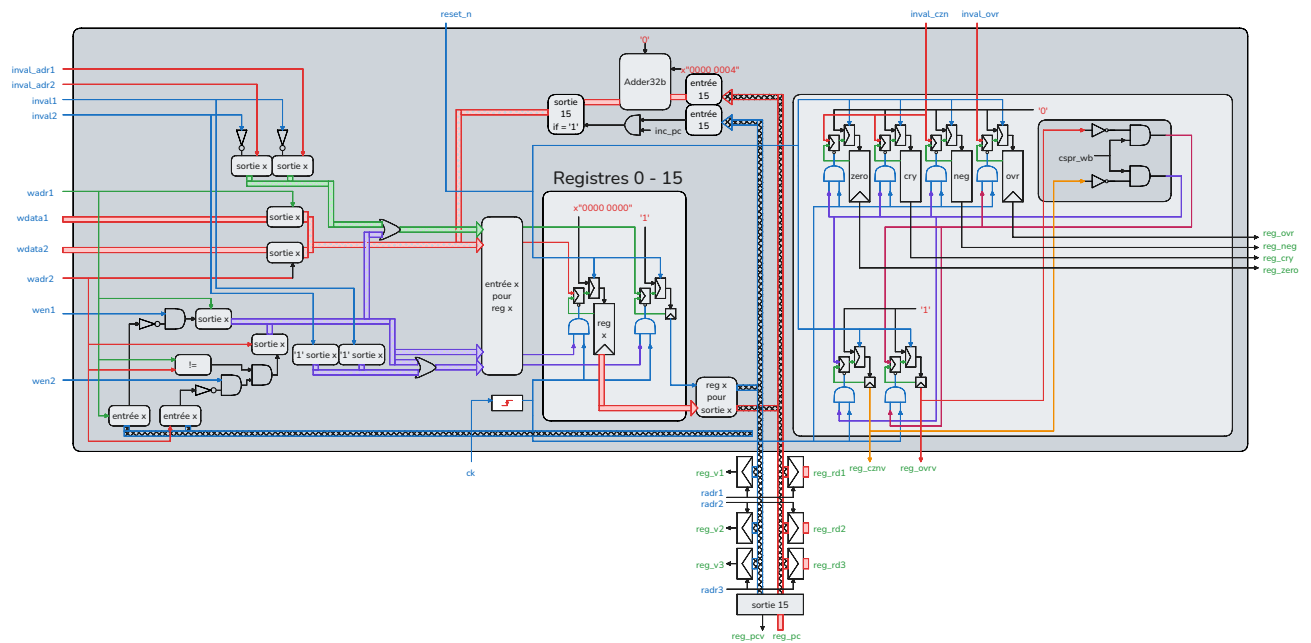 reset_n
inval_czn
inval_ovr
'0'
inval_adr1
inval_adr2
inval1
inval2
Adder32b
x"0000 0004"
entrée
15
sortie
15
if = '1'
entrée
15
inc_pc
'0'
cspr_wb
sortie x
sortie x
zero
cry
neg
ovr
Registres 0 - 15
wadr1
wdata1
wdata2
wadr2
sortie x
sortie x
x"0000 0000"
'1'
reg_ovr
reg_neg
reg_cry
reg_zero
entrée x
pour
reg x
wen1
sortie x
sortie x
'1' sortie x
'1' sortie x
reg
x
'1'
!=
wen2
reg x
pour
sortie x
entrée x
entrée x
ck
reg_cznv
reg_ovrv
reg_v1
reg_rd1
radr1
radr2
reg_v2
reg_rd2
reg_v3
reg_rd3
radr3
sortie 15
reg_pcv
reg_pc